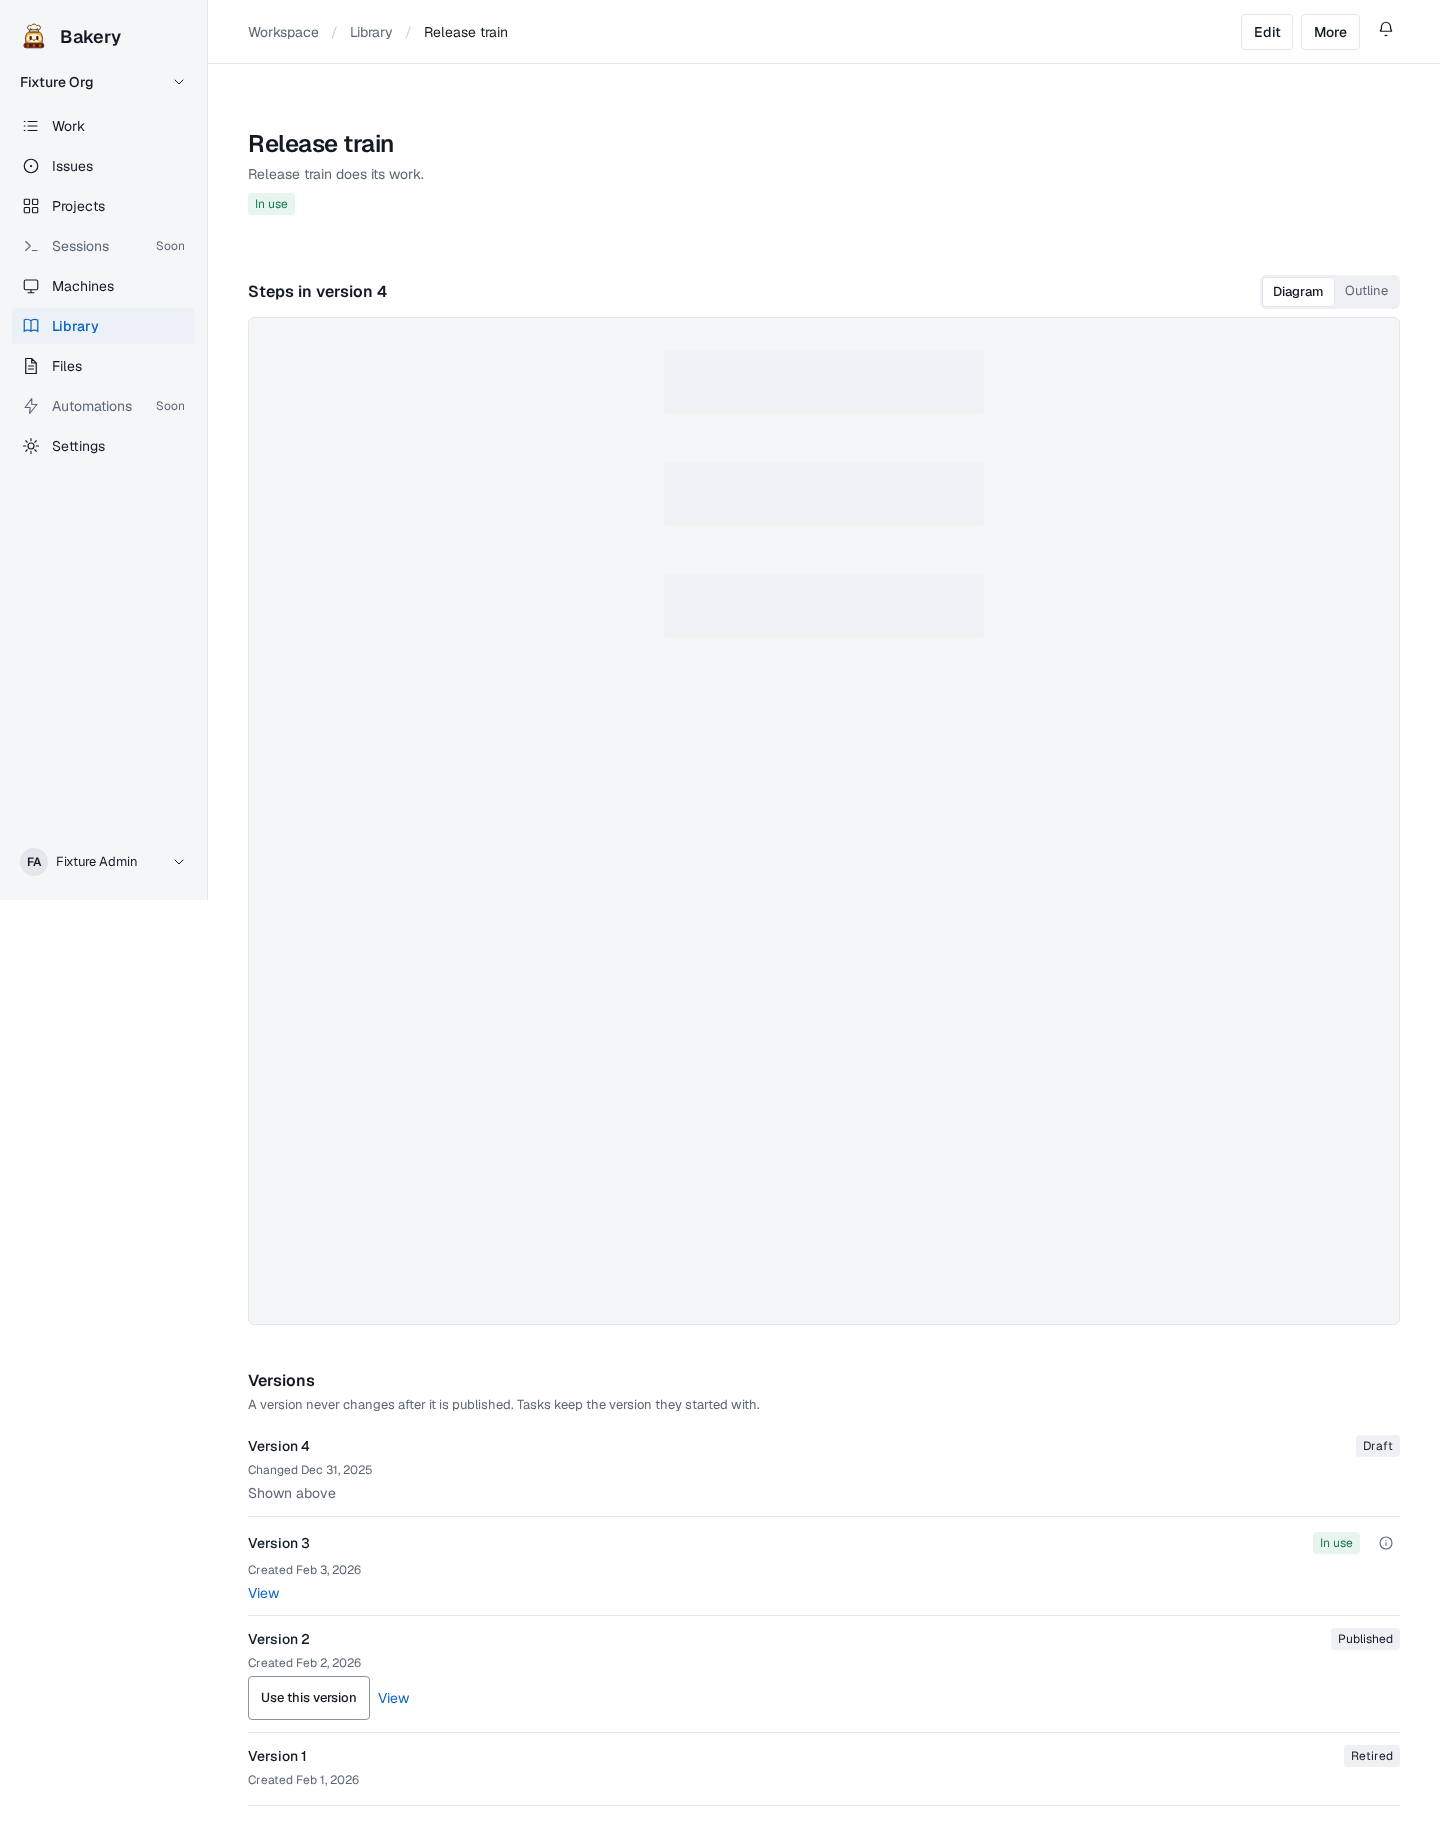 Bakery
Fixture Org
Work
Issues
Projects
Sessions Soon
Machines
Library
Files
Automations Soon
Settings
FA Fixture Admin
Workspace / Library / Release train
Edit More
Release train
Release train does its work.
In use
Steps in version 4
Diagram Outline
Versions
A version never changes after it is published. Tasks keep the version they started with.
Version 4 Draft
Changed Dec 31, 2025
Shown above
Version 3 In use
Created Feb 3, 2026
View
Version 2 Published
Created Feb 2, 2026
Use this version View
Version 1 Retired
Created Feb 1, 2026